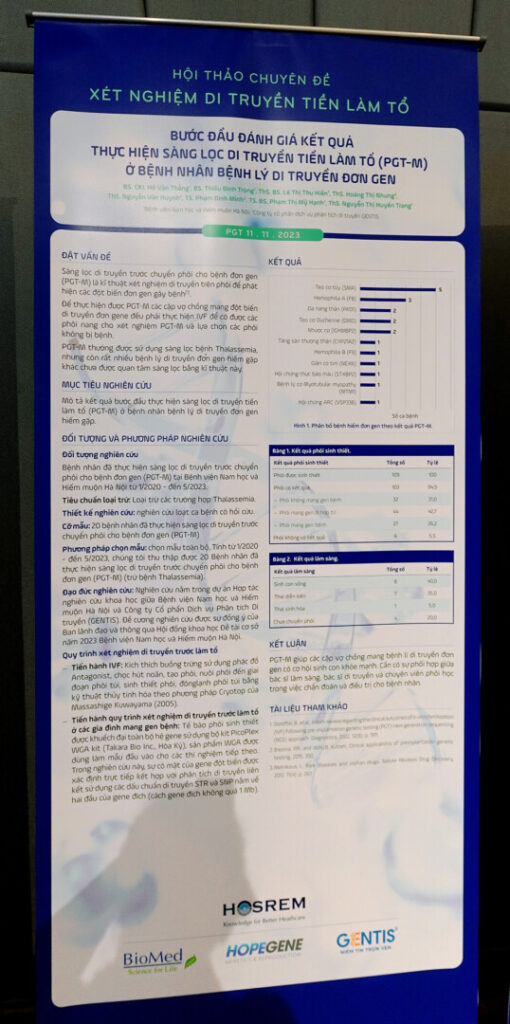 HỘI THẢO CHUYÊN ĐỀ
XÉT NGHIỆM DI TRUYỀN TIỀN LÀM TỔ
BƯỚC ĐẦU ĐÁNH GIÁ KẾT QUẢ
THỰC HIỆN SÀNG LỌC DI TRUYỀN TIỀN LÀM TỔ (PGT-M)
Ở BỆNH NHÂN BỆNH LÝ DI TRUYỀN ĐƠN GEN
BS. CKI. Hồ Văn Thắng, BS. Thiều Đình Trọng, ThS. BS. Lê Thị Thu Hiền, ThS. Hoàng Thị Nhung
ThS. Nguyễn Văn Huynh, TS. Phạm Đình Minh, TS. BS. Phạm Thị Mỹ Hạnh, ThS. Nguyễn Thị Huyền Trang
Bệnh viện Nam học và Hiếm muộn Hà Nội, Công ty cổ phần dịch vụ phân tích di truyền GENTIS
PGT 11 . 11 . 2023
ĐẶT VẤN ĐỀ
Sàng lọc di truyền trước chuyển phôi cho bệnh đơn gen
(PGT-M) là kĩ thuật xét nghiệm di truyền trên phôi để phát
hiện các đột biến đơn gen gây bệnh
Để thực hiện được PGT-M các cặp vợ chồng mang đột biến
di truyền đơn gene đều phải thực hiện IVF để có được các
phôi nang cho xét nghiệm PGT-M và lựa chọn các phôi
không bị bệnh.
PGT-M thường được sử dụng sàng lọc bệnh Thalassemia,
nhưng còn rất nhiều bệnh lý di truyền đơn gen hiếm gặp
khác chưa được quan tâm sàng lọc bằng kĩ thuật này.
MỤC TIÊU NGHIÊN CỨU
Mô tả kết quả bước đầu thực hiện sàng lọc di truyền tiền
làm tổ (PGT-M) ở bệnh nhân bệnh lý di truyền đơn gen
hiếm gặp.
ĐỐI TƯỢNG VÀ PHƯƠNG PHÁP NGHIÊN CỨU
Đối tượng nghiên cứu
Bệnh nhân đã thực hiện sàng lọc di truyền trước chuyển
phôi cho bệnh đơn gen (PGT-M) tại Bệnh viện Nam học và
Hiếm muộn Hà Nội từ 1/2020 - đến 5/2023.
Tiêu chuẩn loại trừ: Loại trừ các trường hợp Thalassemia.
Thiết kế nghiên cứu: nghiên cứu loạt ca bệnh có hồi cứu.
Cỡ mẫu: 20 bệnh nhân đã thực hiện sàng lọc di truyền trước
chuyển phôi cho bệnh đơn gen (PGT-M)
Phương pháp chọn mẫu: chọn mẫu toàn bộ. Tính từ 1/2020
- đến 5/2023, chúng tôi thu thập được 20 Bệnh nhân đã
thực hiện sàng lọc di truyền trước chuyển phôi cho bệnh
đơn gen (PGT-M) (trừ bệnh Thalassemia).
Đạo đức nghiên cứu: Nghiên cứu nằm trong dự án Hợp tác
nghiên cứu khoa học giữa Bệnh viện Nam học và Hiếm
muộn Hà Nội và Công ty Cổ phần Dịch vụ Phân tích Di
truyền (GENTIS). Đề cương nghiên cứu được sự đồng ý của
Ban lãnh đạo và thông qua Hội đồng khoa học Đề tài cơ sở
năm 2023 Bệnh viện Nam học và Hiếm muộn Hà Nội.
Quy trình xét nghiệm di truyền trước làm tổ
– Tiến hành IVF: Kích thích buồng trứng sử dụng phác đồ
Antagonist, chọc hút noãn, tạo phôi, nuôi phôi đến giai
đoạn phôi túi, sinh thiết phôi, đông lạnh phôi túi bằng
kỹ thuật thủy tinh hóa theo phương pháp Cryotop của
Massashige Kuwayama (2005).
– Tiến hành quy trình xét nghiệm di truyền trước làm tổ
ở các gia đình mang gen bệnh: Tế bào phôi sinh thiết
được khuếch đại toàn bộ hệ gene sử dụng bộ kit PicoPlex
WGA kit (Takara Bio Inc., Hòa Kỳ), sản phẩm WGA được
dùng làm mẫu đầu vào cho các thí nghiệm tiếp theo.
Trong nghiên cứu này, sự có mặt của gene đột biến được
xác định trực tiếp kết hợp với phân tích di truyền liên
kết sử dụng các dấu chuẩn di truyền STR và SNP nằm về
hai đầu của gene đích (cách gene đích không quá 1 Mb).
KẾT QUẢ
Teo cơ tủy (SMA) 5
Hemophilia A (F8) 3
Đa nang thận (PKD1) 2
Teo cơ Duchenne (DMD) 2
Nhược cơ (IGHMBP2) 2
Tăng sản thượng thận (CYP21A2) 1
Hemophilia B (F9) 1
1
Hội chứng thực bào máu (STXBP2) 1
Bệnh lý cơ Myotubular myopathy (MTM1) 1
Hội chứng ARC (VSP33B) 1
Số ca bệnh
Hình 1. Phân bố bệnh hiếm đơn gen theo kết quả PGT-M.
Bảng 1. Kết quả phôi sinh thiết.
Kết quả phôi sinh thiết Tổng số Tỷ lệ
Phôi được sinh thiết 109 100
Phôi có kết quả 103 94,5
– Phôi không mang gen bệnh 32 31,0
– Phôi mang gen dị hợp tử 44 42,7
– Phôi mang gen bệnh 27 26,2
Phôi không có kết quả 6 5,5
Bảng 2. Kết quả lâm sàng.
Kết quả lâm sàng Tổng số Tỷ lệ
Sinh con sống 8 40,0
Thai diễn tiến 7 35,0
Thai sinh hóa 1 5,0
Chưa chuyển phôi 4 20,0
KẾT LUẬN
PGT-M giúp các cặp vợ chồng mang bệnh lí di truyền đơn
gen có cơ hội sinh con khỏe mạnh. Cần có sự phối hợp giữa
bác sĩ lâm sàng, bác sĩ di truyền và chuyên viên phôi học
trong việc chẩn đoán và điều trị cho bệnh nhân.
TÀI LIỆU THAM KHẢO
HOSREM
Knowledge for Better Healthcare
BioMed
Science for Life
HOPEGENE
GENETICS & REPRODUCTION
GENTIS
NIỀM TIN TRỌN VẸN